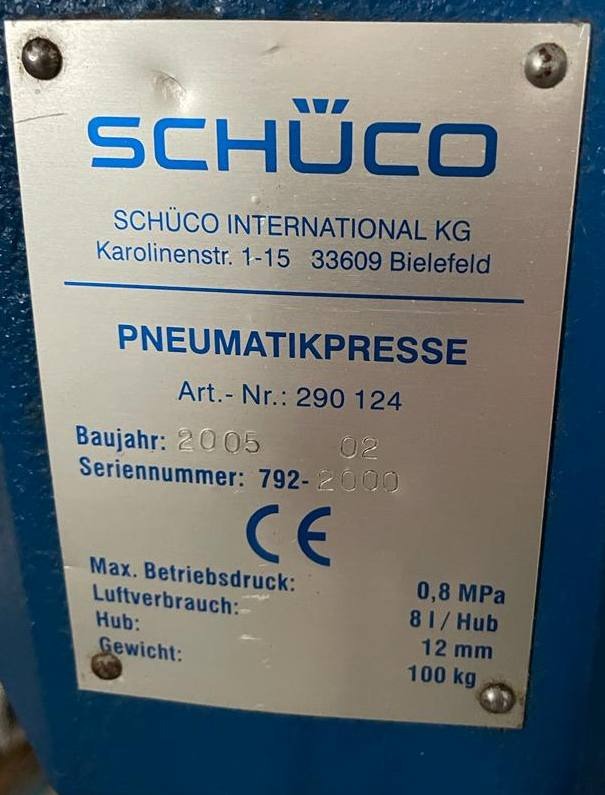 SCHÜCO
SCHÜCO INTERNATIONAL KG
Karolinenstr. 1-15 33609 Bielefeld
PNEUMATIKPRESSE
Art.- Nr.: 290 124
Baujahr: 2005 02
Seriennummer: 792-2000
CE
Max. Betriebsdruck: 0,8 MPa
Luftverbrauch: 8 l / Hub
Hub: 12 mm
Gewicht: 100 kg